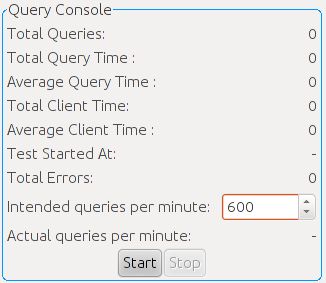 Query Console
Total Queries: 0
Total Query Time : 0
Average Query Time : 0
Total Client Time: 0
Average Client Time : 0
Test Started At: -
Total Errors: 0
Intended queries per minute: 600
Actual queries per minute: -
Start Stop